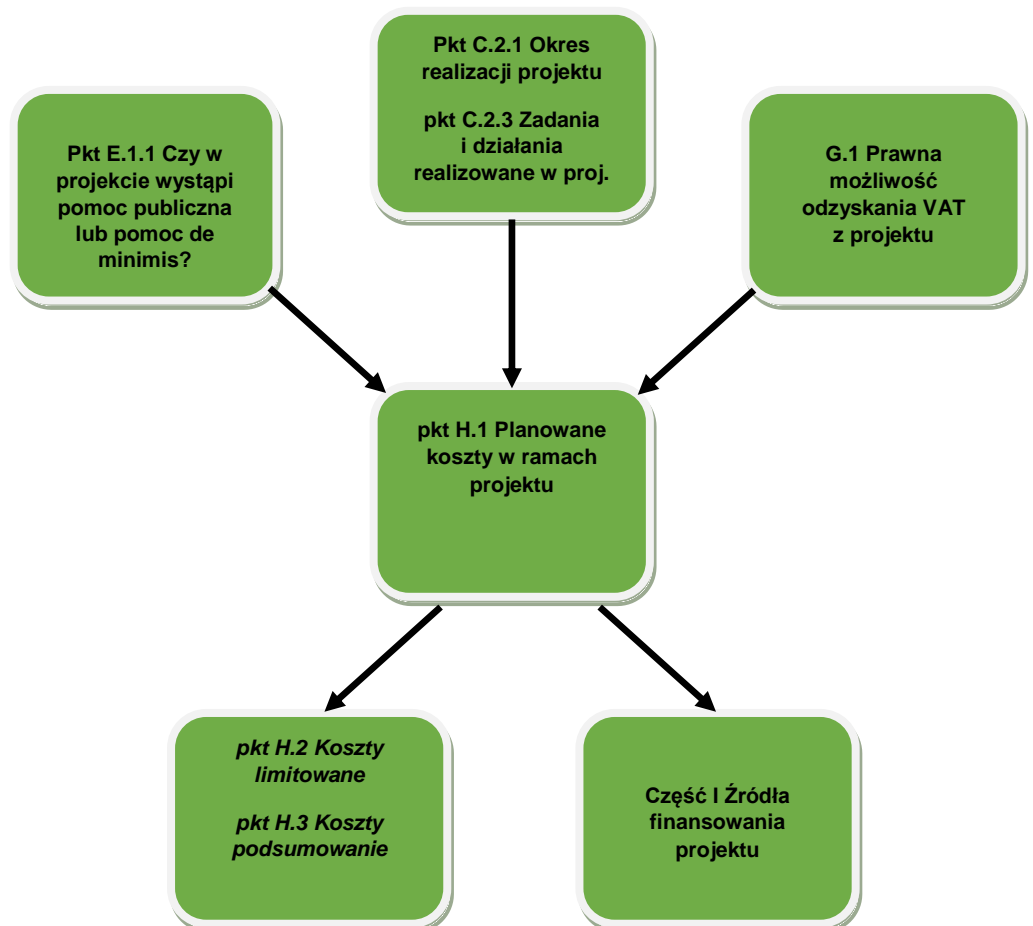 Pkt C.2.1 Okres
realizacji projektu
pkt C.2.3 Zadania
i działania
realizowane w proj.
Pkt E.1.1 Czy w
projekcie wystąpi
pomoc publiczna
lub pomoc de
minimis?
G.1 Prawna
możliwość
odzyskania VAT
z projektu
pkt H.1 Planowane
koszty w ramach
projektu
pkt H.2 Koszty
limitowane
pkt H.3 Koszty
podsumowanie
Część I Źródła
finansowania
projektu